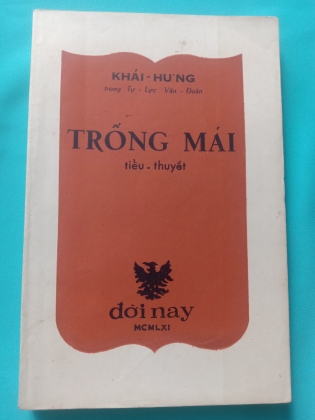 KHÁI-HƯNG
trong Tự-Lực Văn-Đoàn
TRỐNG MÁI
tiểu-thuyết
đời nay
MCMLXI